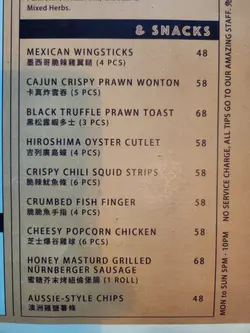 Mixed Herbs.
& SNACKS
MEXICAN WINGSTICKS 48
墨西哥脆辣雞翼鎚 (4 PCS)
CAJUN CRISPY PRAWN WONTON 58
卡真炸雲吞 (5 PCS)
BLACK TRUFFLE PRAWN TOAST 68
黑松露蝦多士 (3 PCS)
HIROSHIMA OYSTER CUTLET 58
吉列廣島蠔 (4 PCS)
CRISPY CHILI SQUID STRIPS 58
脆辣魷魚條 (6 PCS)
CRUMBED FISH FINGER 58
脆脆魚手指 (4 PCS)
CHEESY POPCORN CHICKEN 58
芝士爆谷雞球 (6 PCS)
HONEY MASTURD GRILLED 68
NÜRNBERGER SAUSAGE
蜜糖芥末烤紐倫堡腸 (1 ROLL)
AUSSIE-STYLE CHIPS 48
澳洲雞鹽薯條
NO SERVICE CHARGE, ALL TIPS GO TO OUR AMAZING STAFF.
MON to SUN 5PM - 10PM